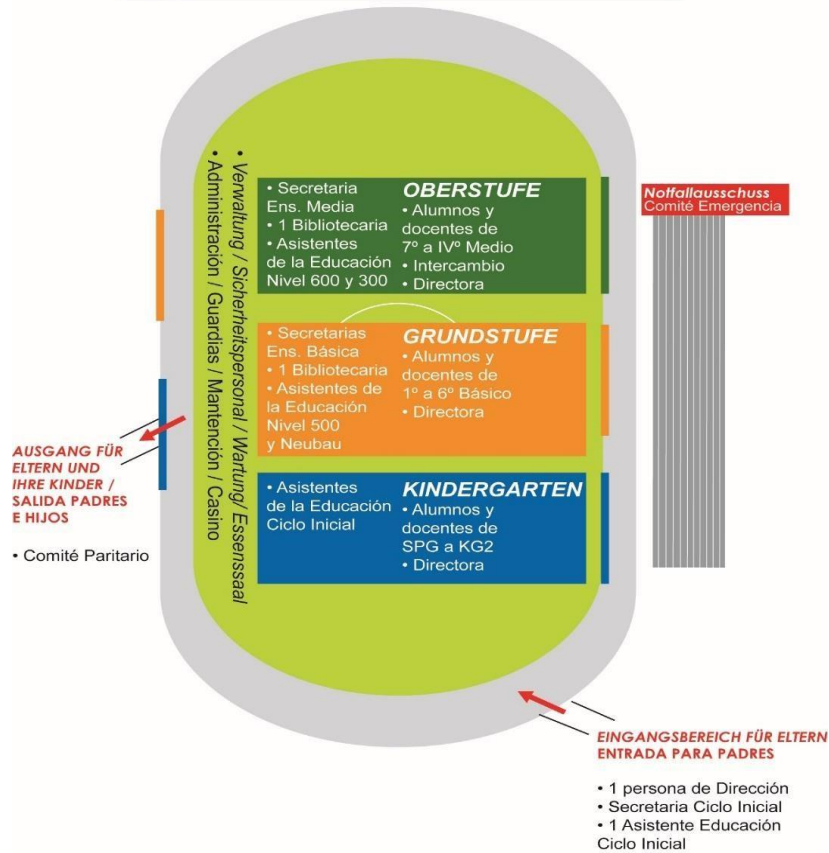 • Verwaltung / Sicherheitspersonal / Wartung/ Essenssaal
• Administración / Guardias / Mantención / Casino
• Secretaria
Ens. Media
• 1 Bibliotecaria
• Asistentes
de la Educación
Nivel 600 y 300
OBERSTUFE
• Alumnos y
docentes de
7º a IVº Medio
• Intercambio
• Directora
Notfallausschuss
Comité Emergencia
• Secretarias
Ens. Básica
• 1 Bibliotecaria
• Asistentes de
la Educación
Nivel 500
y Neubau
GRUNDSTUFE
• Alumnos y
docentes de
1º a 6º Básico
• Directora
• Asistentes
de la Educación
Ciclo Inicial
KINDERGARTEN
• Alumnos y
docentes de
SPG a KG2
• Directora
AUSGANG FÜR
ELTERN UND
IHRE KINDER /
SALIDA PADRES
E HIJOS
• Comité Paritario
EINGANGSBEREICH FÜR ELTERN
ENTRADA PARA PADRES
• 1 persona de Dirección
• Secretaria Ciclo Inicial
• 1 Asistente Educación
Ciclo Inicial